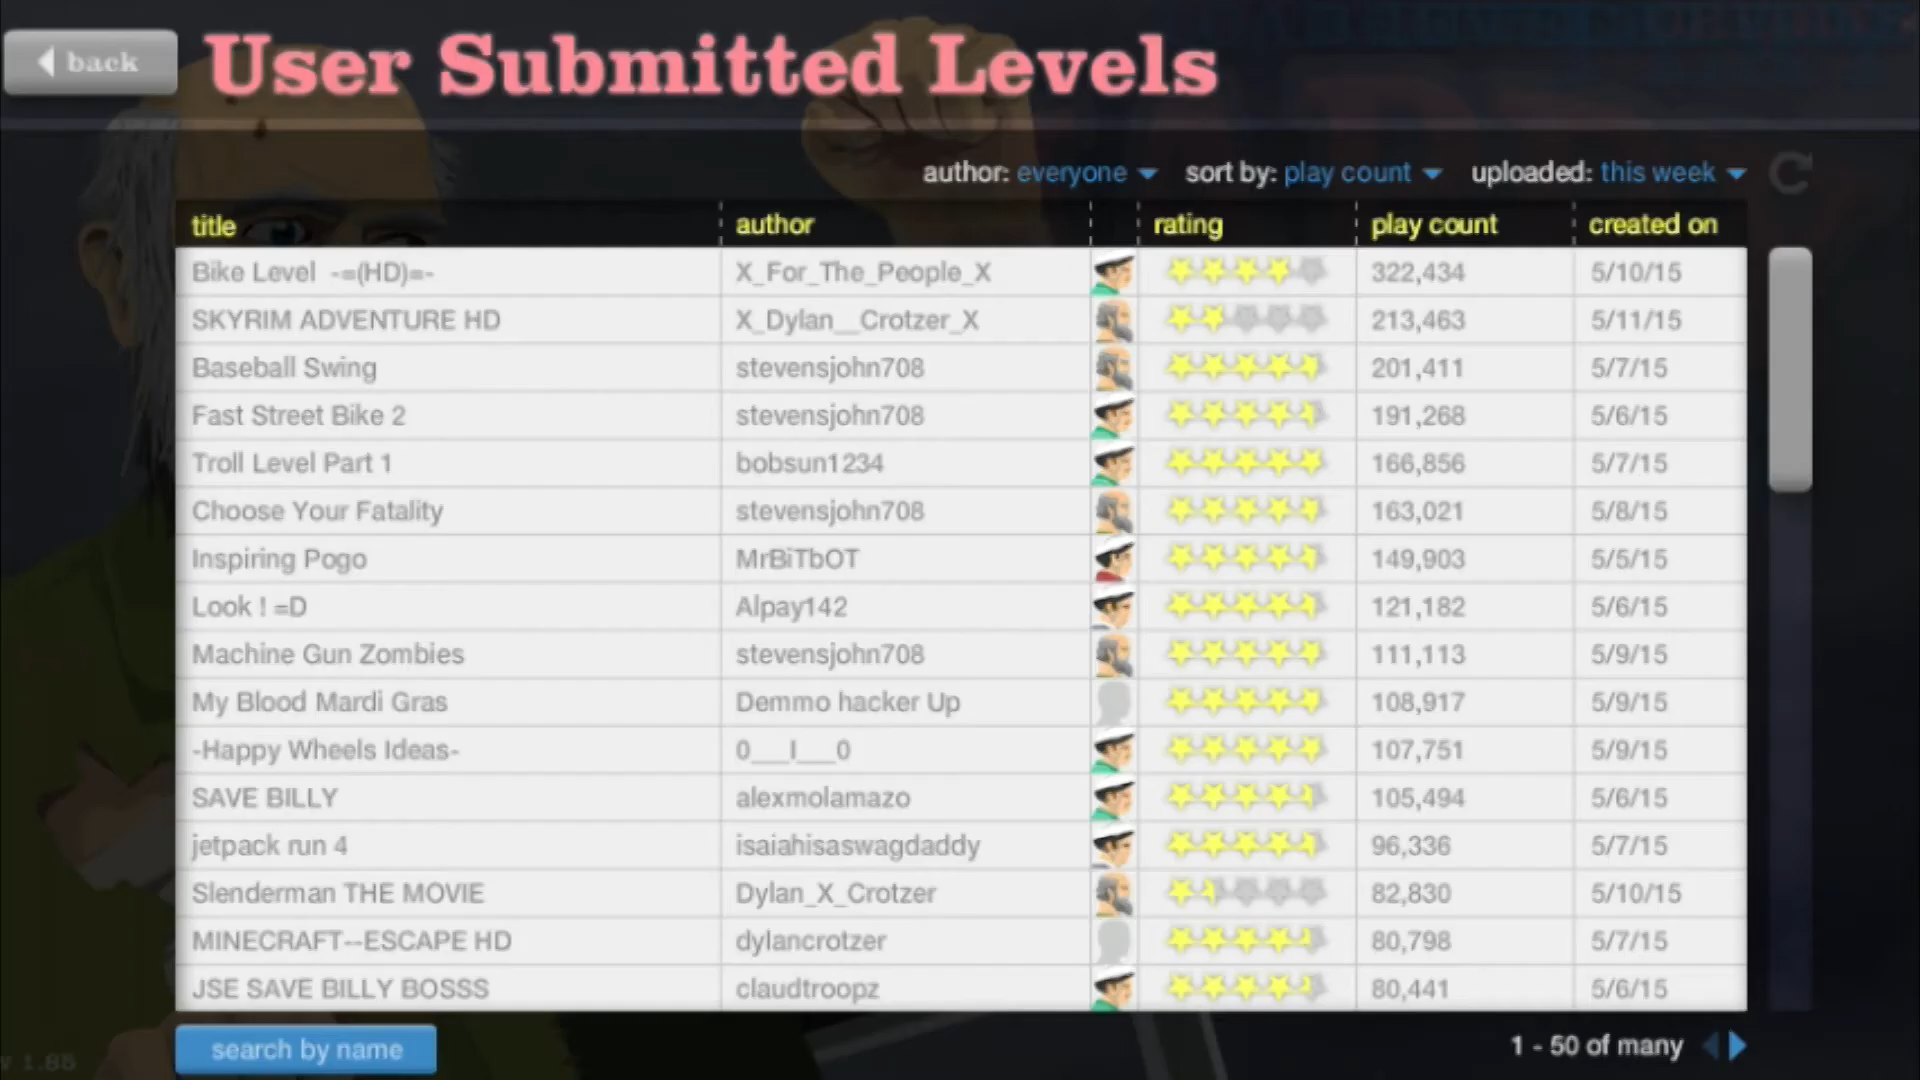 back
User Submitted Levels
author: everyone sort by: play count uploaded: this week
title author rating play count created on
Bike Level -=(HD)=- X_For_The_People_X 322,434 5/10/15
SKYRIM ADVENTURE HD X_Dylan__Crotzer_X 213,463 5/11/15
Baseball Swing stevensjohn708 201,411 5/7/15
Fast Street Bike 2 stevensjohn708 191,268 5/6/15
Troll Level Part 1 bobsun1234 166,856 5/7/15
Choose Your Fatality stevensjohn708 163,021 5/8/15
Inspiring Pogo MrBiTbOT 149,903 5/5/15
Look ! =D Alpay142 121,182 5/6/15
Machine Gun Zombies stevensjohn708 111,113 5/9/15
My Blood Mardi Gras Demmo hacker Up 108,917 5/9/15
-Happy Wheels Ideas- 0___I___0 107,751 5/9/15
SAVE BILLY alexmolamazo 105,494 5/6/15
jetpack run 4 isaiahisaswagdaddy 96,336 5/7/15
Slenderman THE MOVIE Dylan_X_Crotzer 82,830 5/10/15
MINECRAFT--ESCAPE HD dylancrotzer 80,798 5/7/15
JSE SAVE BILLY BOSSS claudtroopz 80,441 5/6/15
search by name 1 - 50 of many
v 1.85